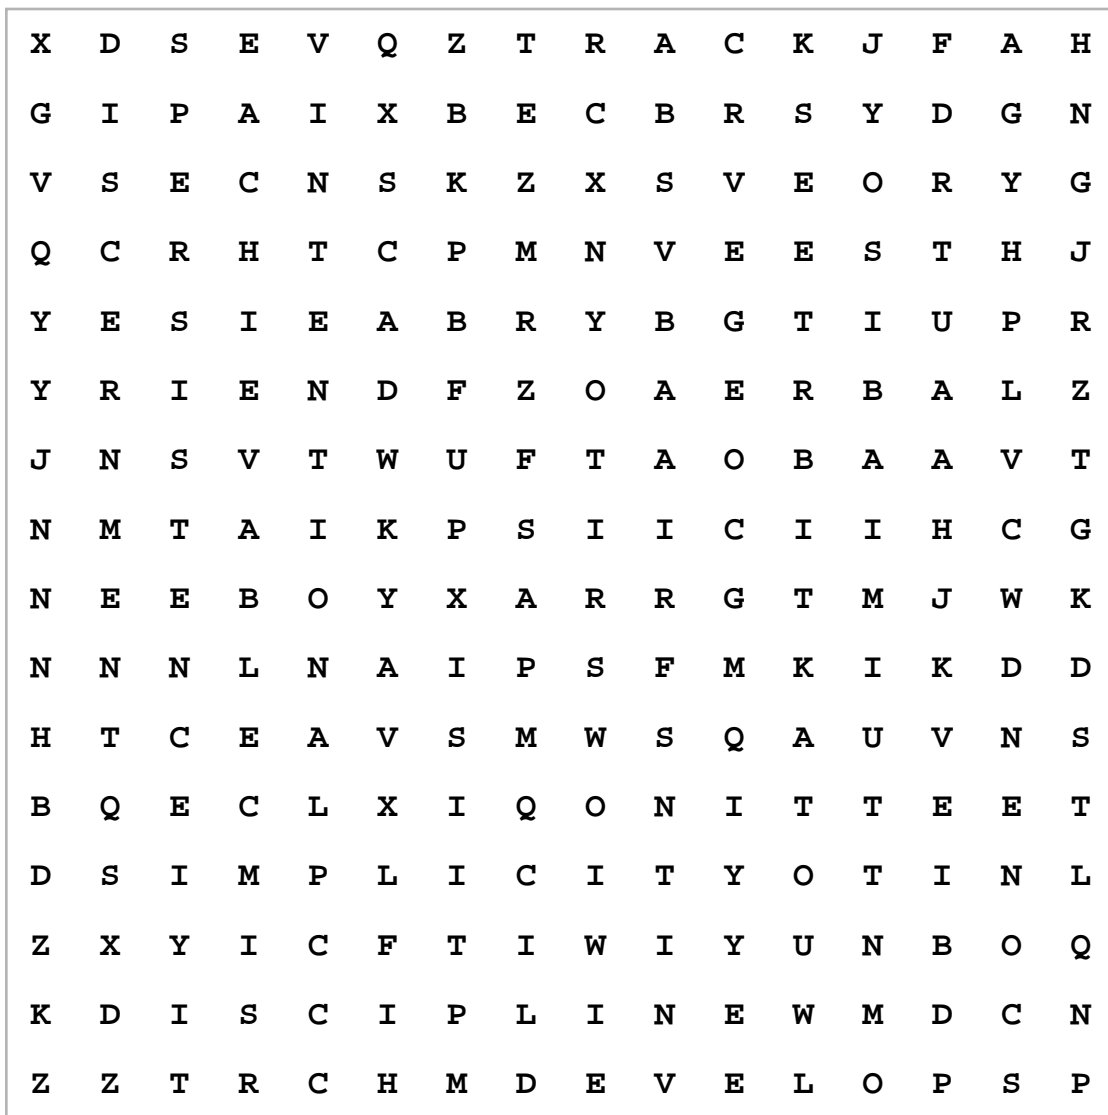 X D S E V Q Z T R A C K J F A H
G I P A I X B E C B R S Y D G N
V S E C N S K Z X S V E O R Y G
Q C R H T C P M N V E E S T H J
Y E S I E A B R Y B G T I U P R
Y R I E N D F Z O A E R B A L Z
J N S V T W U F T A O B A A V T
N M T A I K P S I I C I I H C G
N E E B O Y X A R R G T M J W K
N N N L N A I P S F M K I K D D
H T C E A V S M W S Q A U V N S
B Q E C L X I Q O N I T T E E T
D S I M P L I C I T Y O T I N L
Z X Y I C F T I W I Y U N B O Q
K D I S C I P L I N E W M D C N
Z Z T R C H M D E V E L O P S P